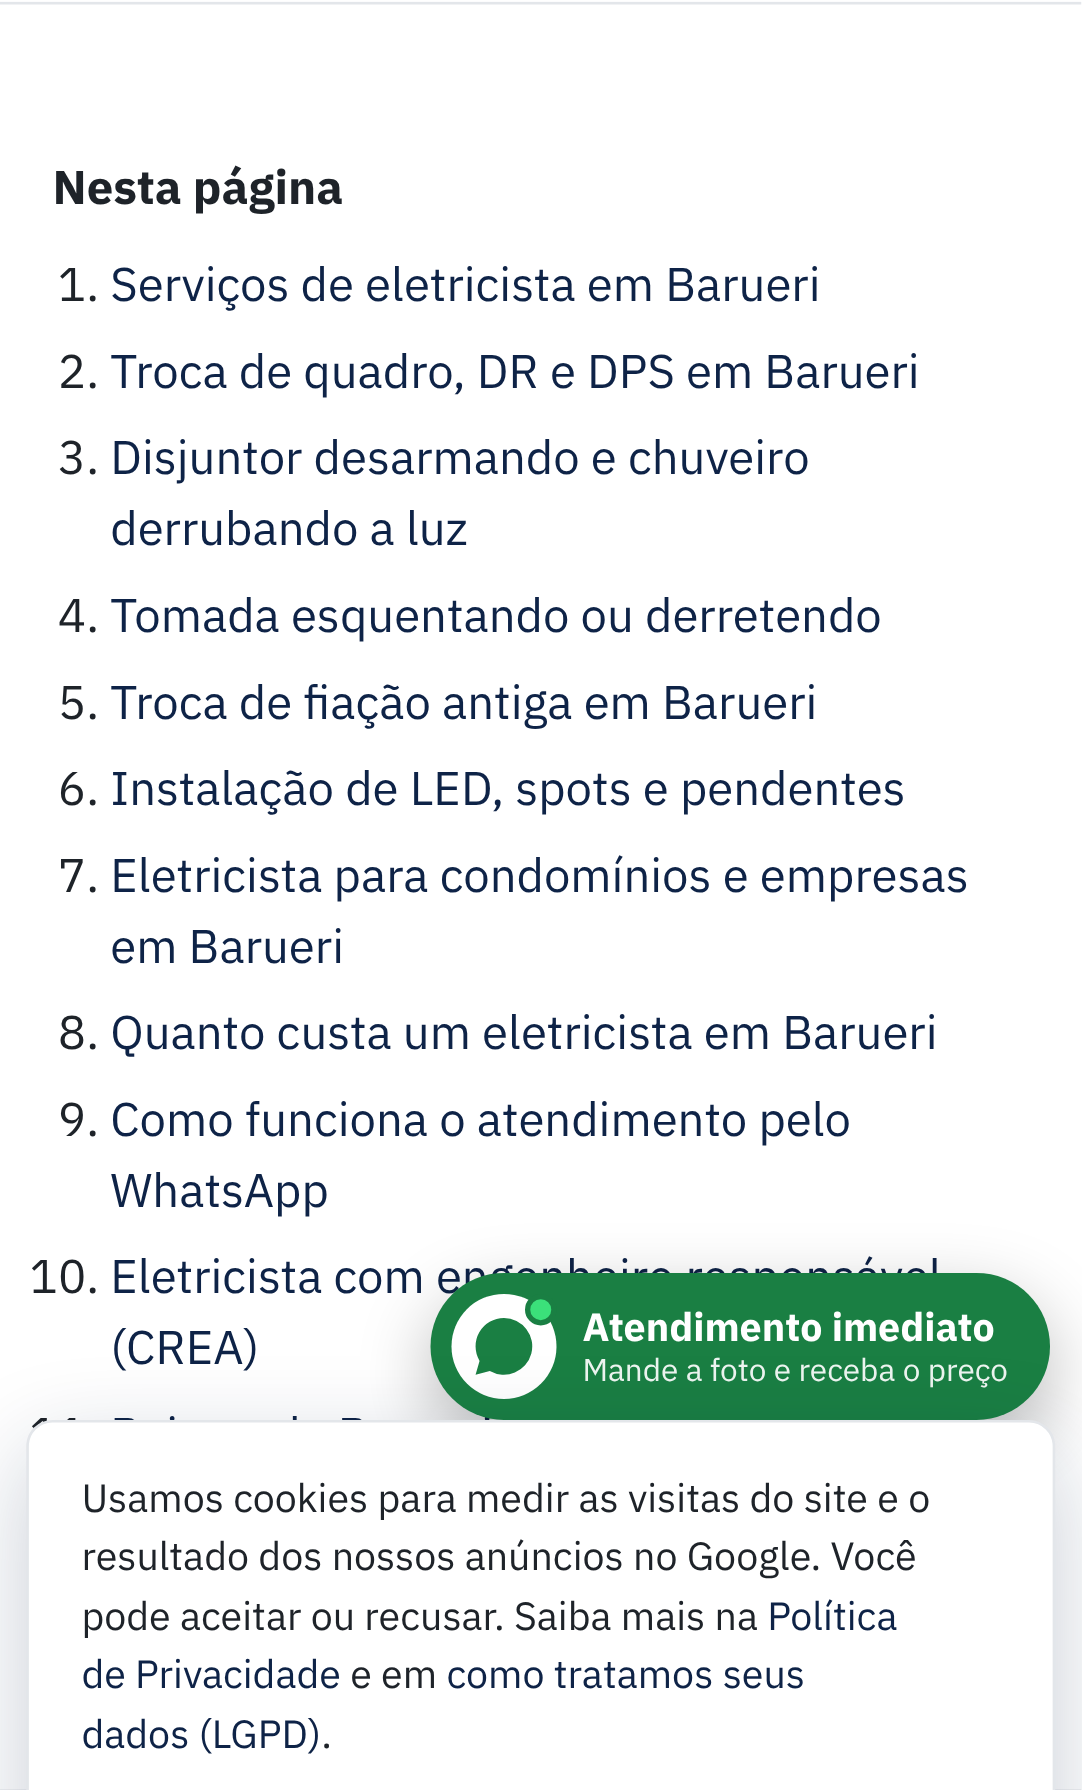 Nesta página
1. Serviços de eletricista em Barueri
2. Troca de quadro, DR e DPS em Barueri
3. Disjuntor desarmando e chuveiro
derrubando a luz
4. Tomada esquentando ou derretendo
5. Troca de fiação antiga em Barueri
6. Instalação de LED, spots e pendentes
7. Eletricista para condomínios e empresas
em Barueri
8. Quanto custa um eletricista em Barueri
9. Como funciona o atendimento pelo
WhatsApp
10. Eletricista com engenheiro responsável
(CREA)
Atendimento imediato
Mande a foto e receba o preço
Usamos cookies para medir as visitas do site e o
resultado dos nossos anúncios no Google. Você
pode aceitar ou recusar. Saiba mais na Política
de Privacidade e em como tratamos seus
dados (LGPD).